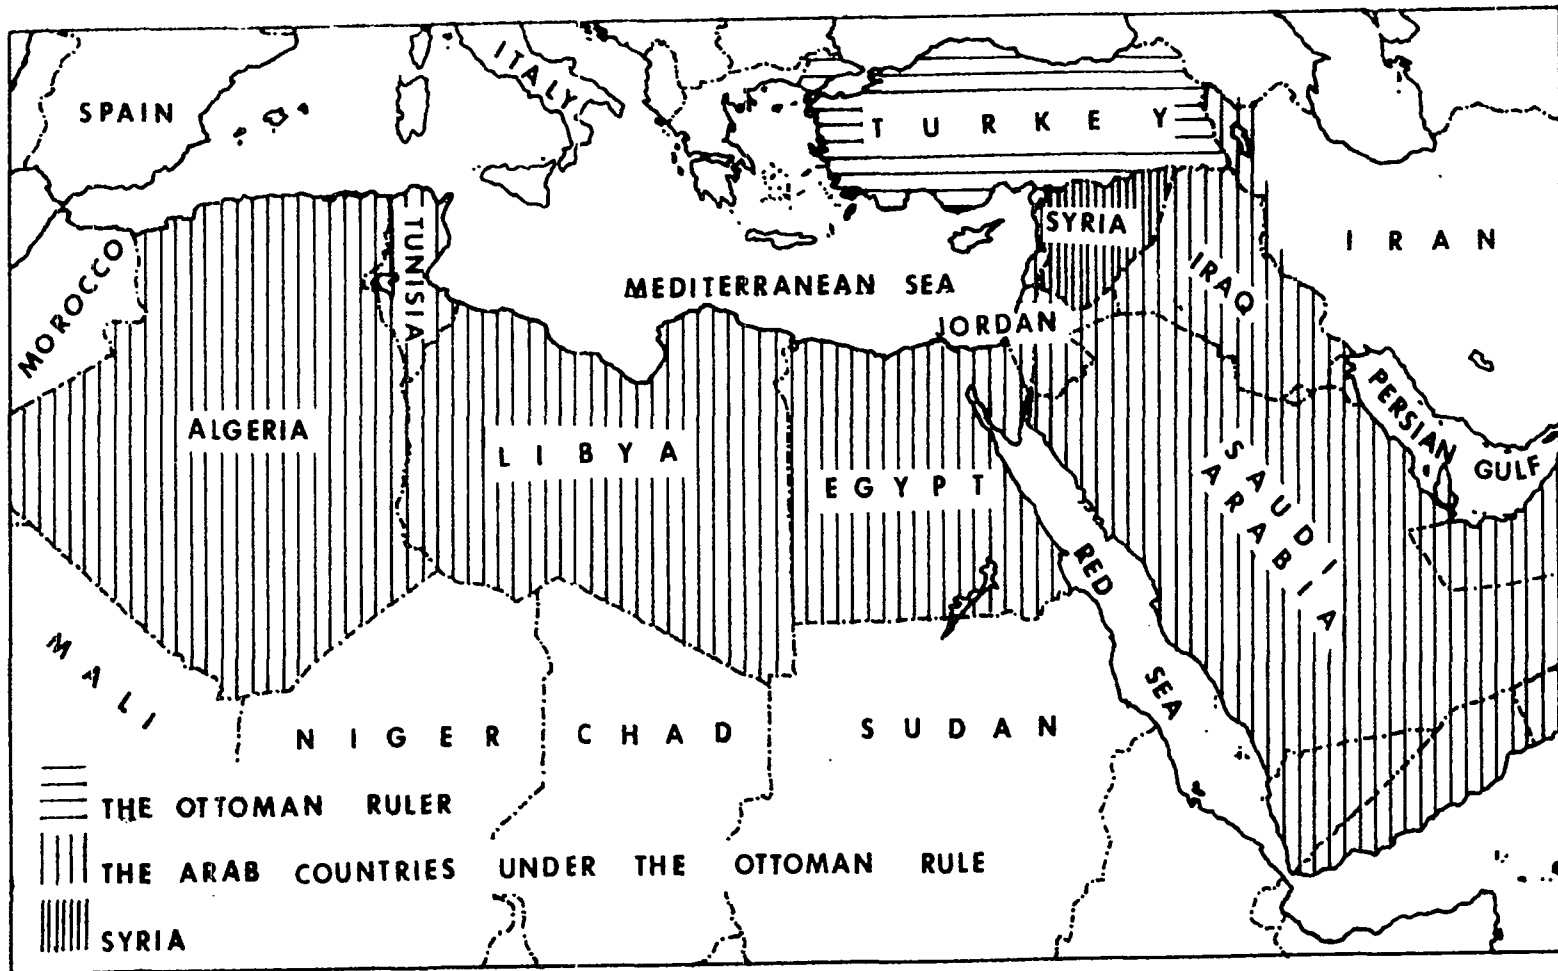 ITALY
SPAIN
TURKEY
SYRIA
IRAN
TUNISIA
MOROCCO
IRAQ
MEDITERRANEAN SEA
JORDAN
PERSIAN
GULF
ALGERIA
LIBYA
EGYPT
SAUDI
ARABIA
RED
SEA
MALI
NIGER
CHAD
SUDAN
THE OTTOMAN RULER
THE ARAB COUNTRIES UNDER THE OTTOMAN RULE
SYRIA